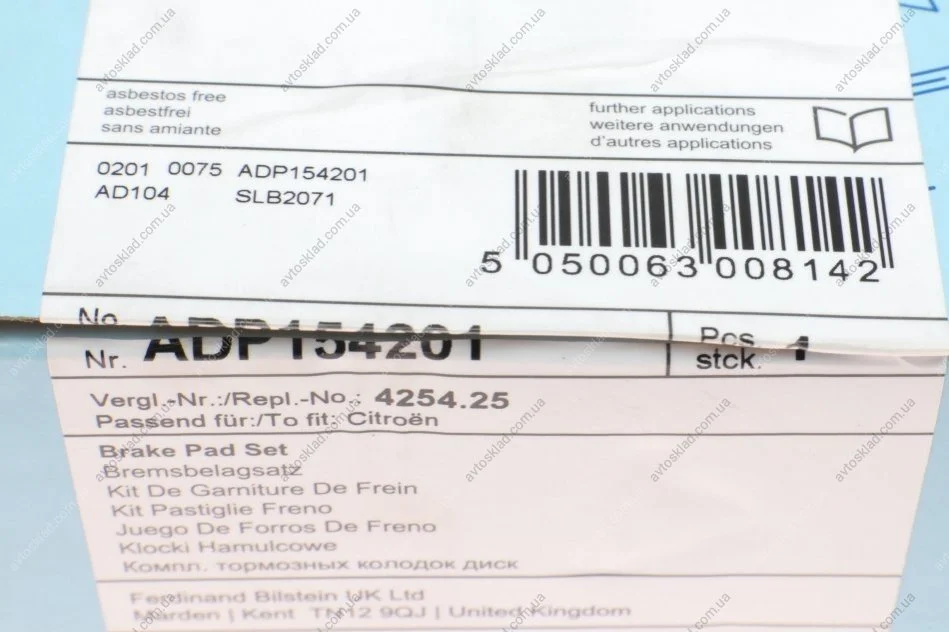 asbestos free
asbestfrei
sans amiante
further applications
weitere anwendungen
d'autres applications
0201 0075 ADP154201
AD104 SLB2071
5 050063 008142
No.
Nr. ADP154201
Pcs.
stck. 1
Vergl.-Nr.:/Repl.-No.: 4254.25
Passend für:/To fit: Citroën
Brake Pad Set
Bremsbelagsatz
Kit De Garniture De Frein
Kit Pastiglie Freno
Juego De Forros De Freno
Klocki Hamulcowe
Компл. тормозных колодок диск
Ferdinand Bilstein UK Ltd
Marden | Kent TN12 9QJ | United Kingdom
avtosklad.com.ua